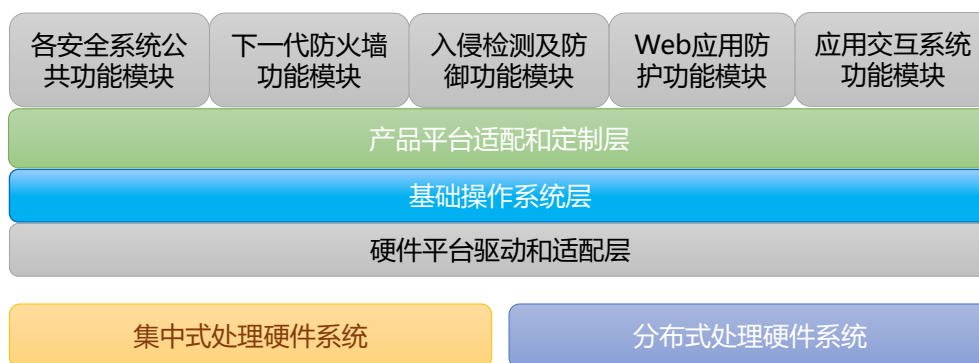 各安全系统公
共功能模块
下一代防火墙
功能模块
入侵检测及防
御功能模块
Web应用防
护功能模块
应用交互系统
功能模块
产品平台适配和定制层
基础操作系统层
硬件平台驱动和适配层
集中式处理硬件系统
分布式处理硬件系统